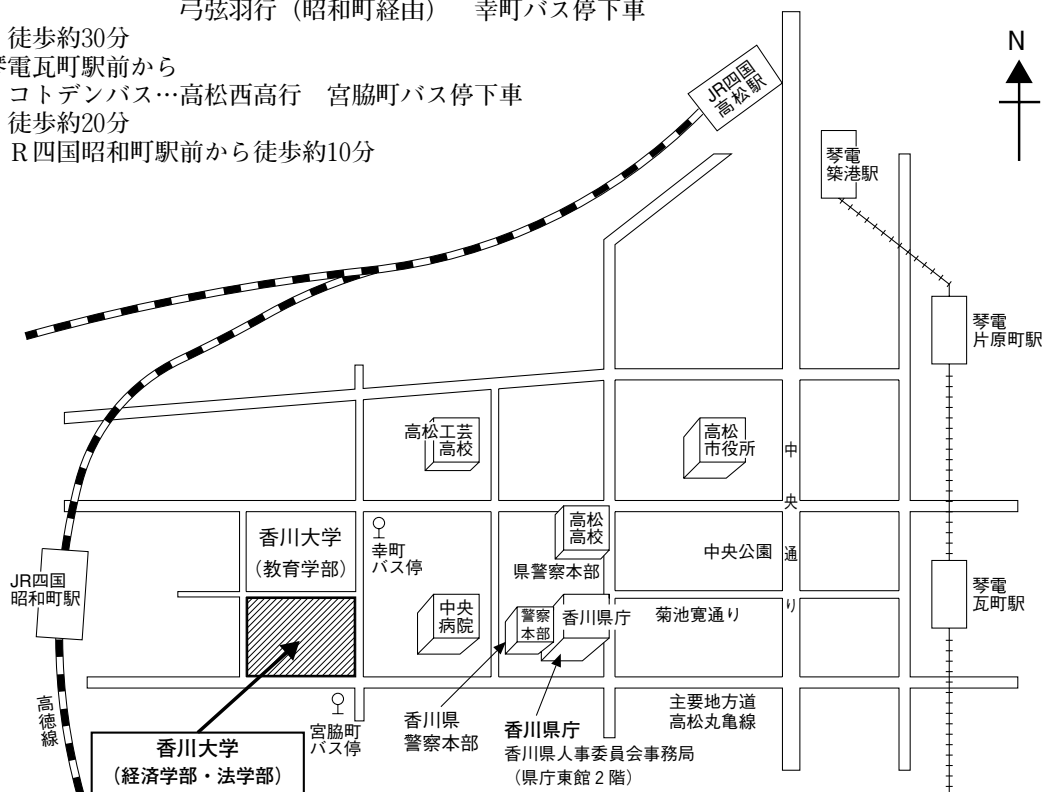 弓弦羽行（昭和町経由）　幸町バス停下車
徒歩約30分
電瓦町駅前から
コトデンバス…高松西高行　宮脇町バス停下車
徒歩約20分
Ｒ四国昭和町駅前から徒歩約10分
JR四国
高松駅
N
琴電
築港駅
琴電
片原町駅
高松工芸
高校
高松
市役所
中央通り
香川大学
（教育学部）
幸町
バス停
高松
高校
県警察本部
中央公園
JR四国
昭和町駅
中央
病院
警察
本部
香川県庁
菊池寛通り
琴電
瓦町駅
高徳線
宮脇町
バス停
香川県
警察本部
香川県庁
香川県人事委員会事務局
（県庁東館２階）
主要地方道
高松丸亀線
香川大学
（経済学部・法学部）